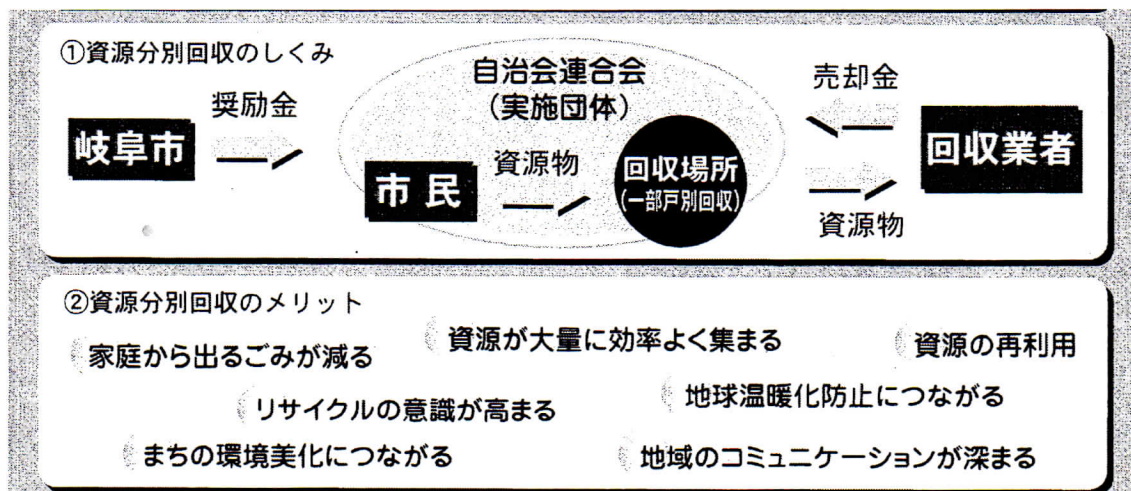 ①資源分別回収のしくみ
自治会連合会
(実施団体)
奨励金
売却金
岐阜市
市民
資源物
回収場所
(一部戸別回収)
回収業者
資源物
②資源分別回収のメリット
家庭から出るごみが減る
資源が大量に効率よく集まる
資源の再利用
リサイクルの意識が高まる
地球温暖化防止につながる
まちの環境美化につながる
地域のコミュニケーションが深まる